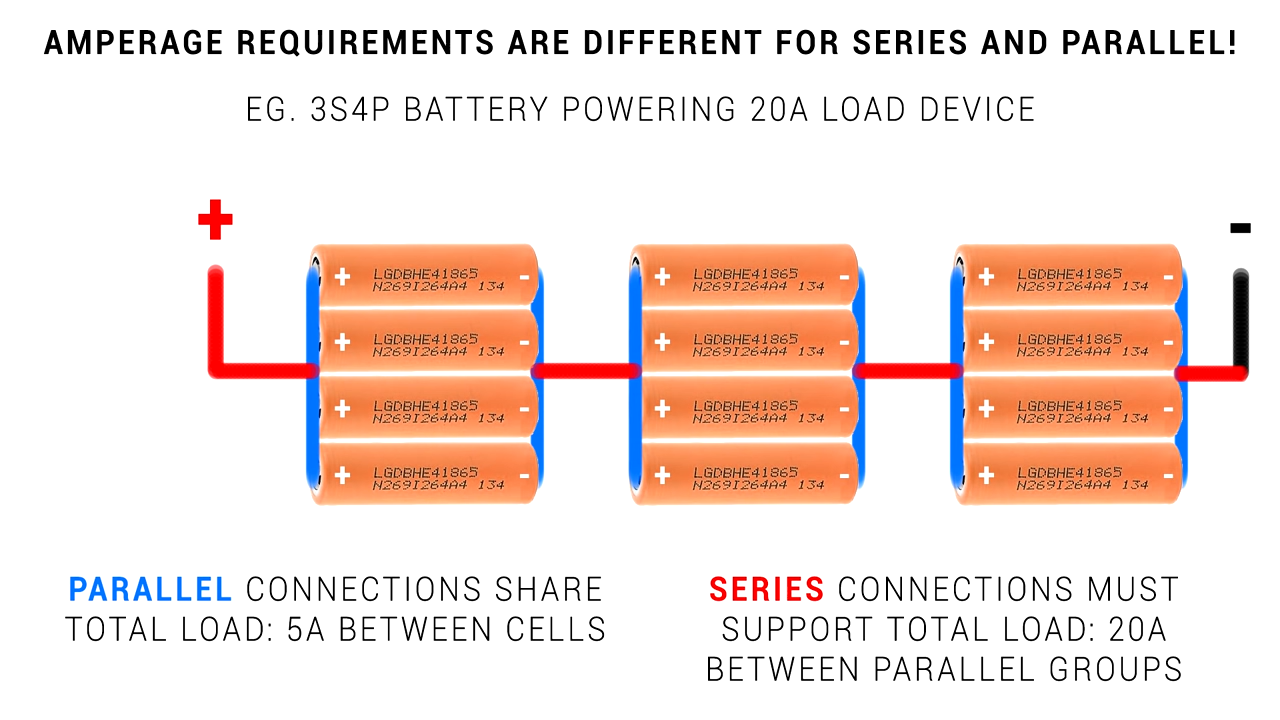 AMPERAGE REQUIREMENTS ARE DIFFERENT FOR SERIES AND PARALLEL!
EG. 3S4P BATTERY POWERING 20A LOAD DEVICE
+
-
+ LGDBHE41865 -
N269I264A4 134
+ LGDBHE41865 -
N269I264A4 134
+ LGDBHE41865 -
N269I264A4 134
+ LGDBHE41865 -
N269I264A4 134
+ LGDBHE41865 -
N269I264A4 134
+ LGDBHE41865 -
N269I264A4 134
+ LGDBHE41865 -
N269I264A4 134
+ LGDBHE41865 -
N269I264A4 134
+ LGDBHE41865 -
N269I264A4 134
+ LGDBHE41865 -
N269I264A4 134
+ LGDBHE41865 -
N269I264A4 134
+ LGDBHE41865 -
N269I264A4 134
PARALLEL CONNECTIONS SHARE
TOTAL LOAD: 5A BETWEEN CELLS
SERIES CONNECTIONS MUST
SUPPORT TOTAL LOAD: 20A
BETWEEN PARALLEL GROUPS